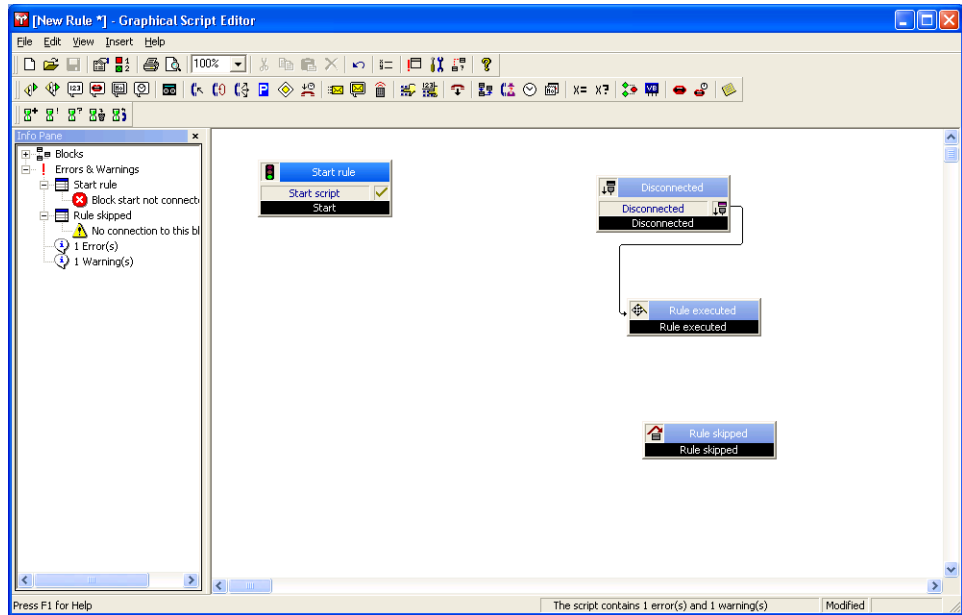 [New Rule *] - Graphical Script Editor
File Edit View Insert Help
100%
Info Pane
Blocks
Errors & Warnings
Start rule
Block start not connect
Rule skipped
No connection to this bl
1 Error(s)
1 Warning(s)
Start rule
Start script
Start
Disconnected
Disconnected
Disconnected
Rule executed
Rule executed
Rule skipped
Rule skipped
Press F1 for Help
The script contains 1 error(s) and 1 warning(s)
Modified